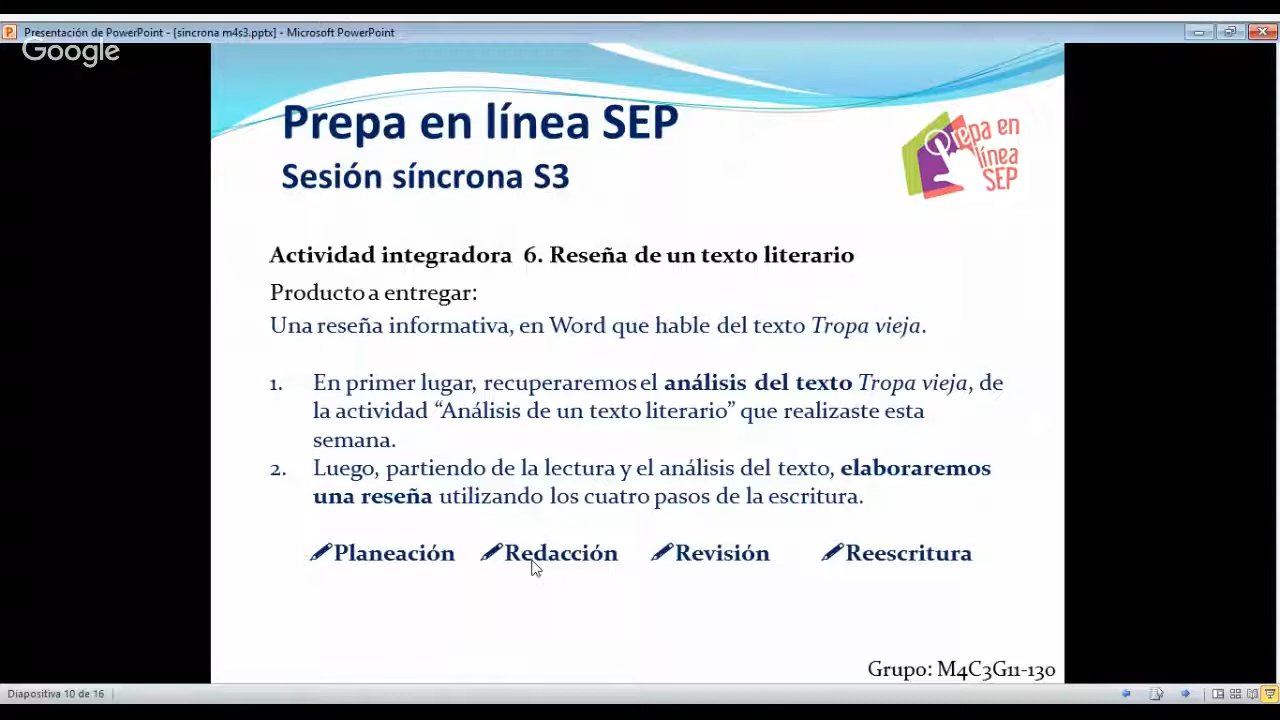 Presentación de PowerPoint - [sincrona m4s3.pptx] - Microsoft PowerPoint
Google
Prepa en línea SEP
Sesión síncrona S3
Prepa en
línea
SEP
Actividad integradora 6. Reseña de un texto literario
Producto a entregar:
Una reseña informativa, en Word que hable del texto Tropa vieja.
1. En primer lugar, recuperaremos el análisis del texto Tropa vieja, de
la actividad “Análisis de un texto literario” que realizaste esta
semana.
2. Luego, partiendo de la lectura y el análisis del texto, elaboraremos
una reseña utilizando los cuatro pasos de la escritura.
Planeación Redacción Revisión Reescritura
Grupo: M4C3G11-130
Diapositiva 10 de 16